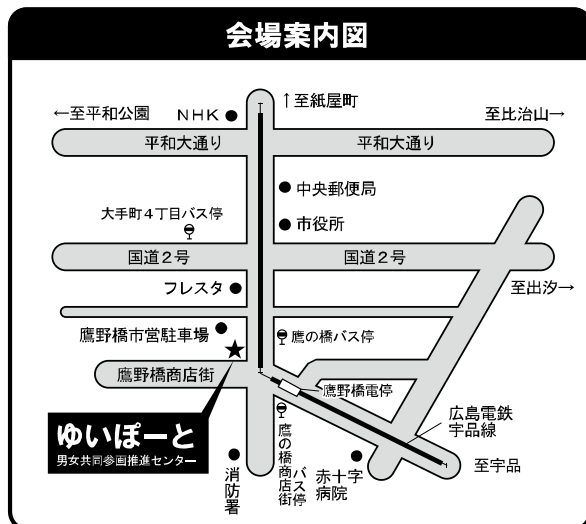 会場案内図
↑至紙屋町
←至平和公園
NHK
至比治山→
平和大通り
平和大通り
中央郵便局
大手町4丁目バス停
市役所
国道2号
国道2号
フレスタ
至出汐→
鷹野橋市営駐車場
鷹の橋バス停
鷹野橋商店街
鷹野橋電停
広島電鉄
宇品線
ゆいぽーと
男女共同参画推進センター
鷹の橋商店街
バス停
消防署
赤十字
病院
至宇品